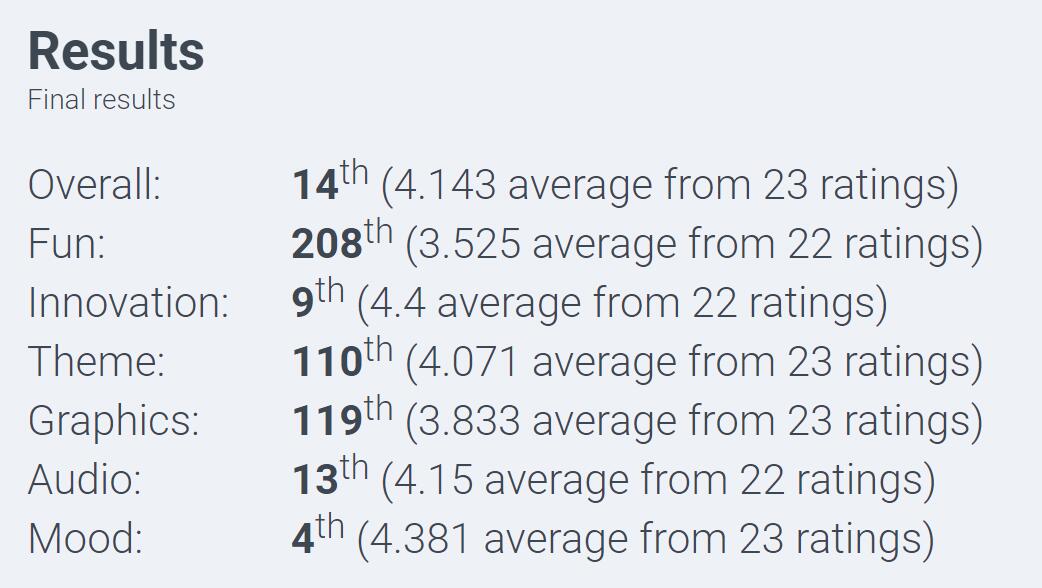 Results
Final results
Overall: 14th (4.143 average from 23 ratings)
Fun: 208th (3.525 average from 22 ratings)
Innovation: 9th (4.4 average from 22 ratings)
Theme: 110th (4.071 average from 23 ratings)
Graphics: 119th (3.833 average from 23 ratings)
Audio: 13th (4.15 average from 22 ratings)
Mood: 4th (4.381 average from 23 ratings)